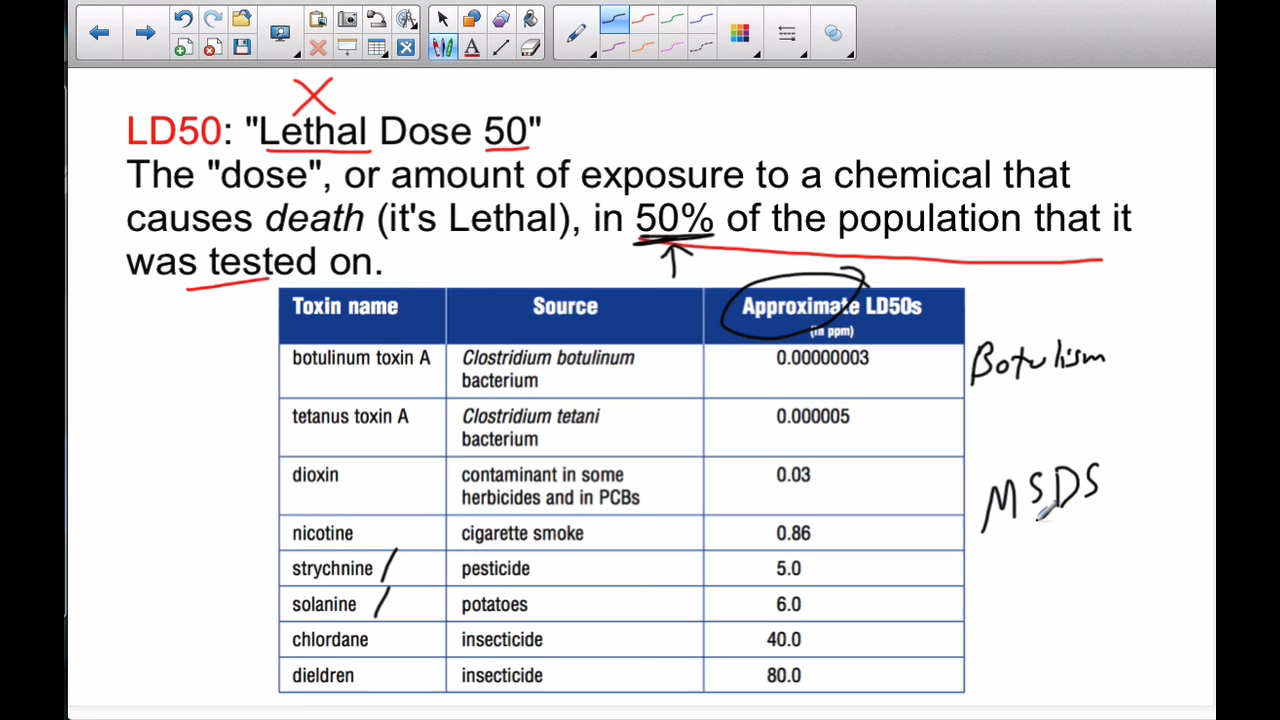 LD50: "Lethal Dose 50"
The "dose", or amount of exposure to a chemical that
causes death (it's Lethal), in 50% of the population that it
was tested on.
Toxin name Source Approximate LD50s
(in ppm)
botulinum toxin A Clostridium botulinum 0.00000003 Botulism
bacterium
tetanus toxin A Clostridium tetani 0.000005
bacterium
dioxin contaminant in some 0.03 MSDS
herbicides and in PCBs
nicotine cigarette smoke 0.86
strychnine pesticide 5.0
solanine potatoes 6.0
chlordane insecticide 40.0
dieldren insecticide 80.0